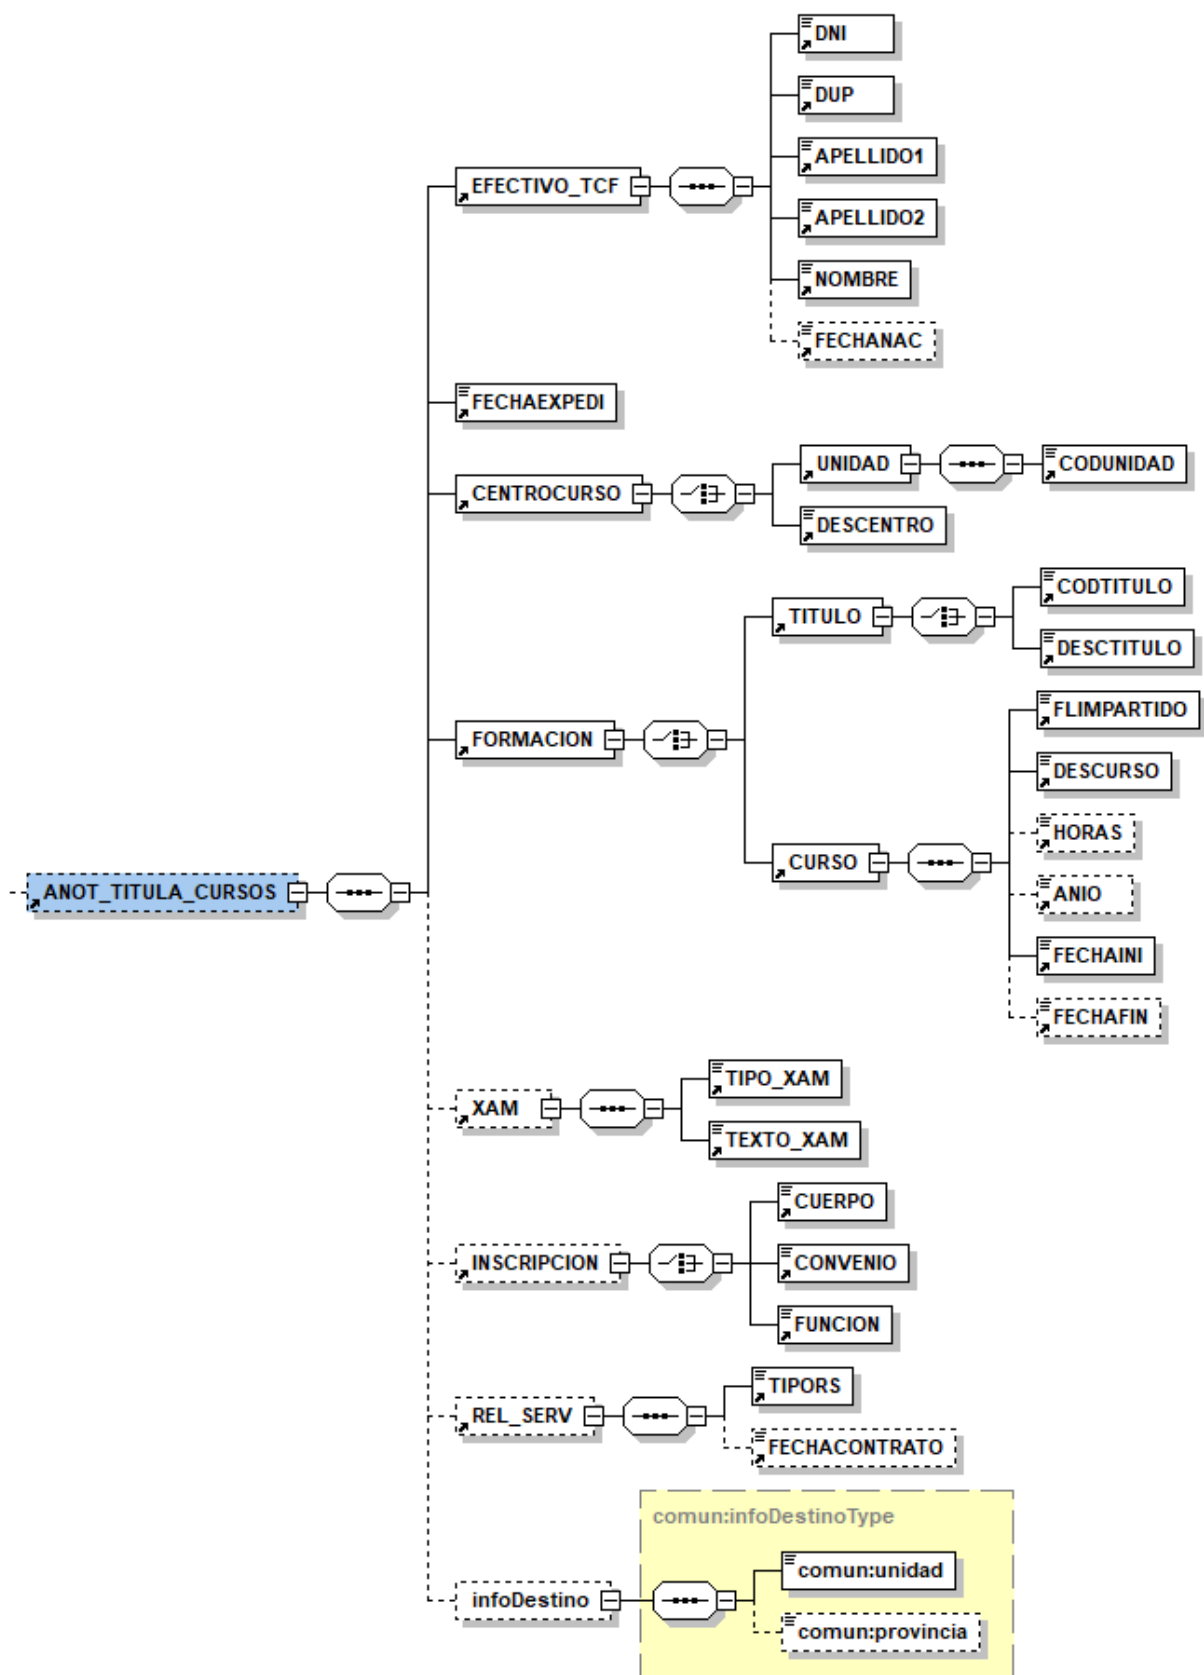 DNI
DUP
APELLIDO1
EFECTIVO_TCF
APELLIDO2
NOMBRE
FECHANAC
FECHAEXPEDI
UNIDAD
CODUNIDAD
CENTROCURSO
DESCENTRO
CODTITULO
TITULO
DESCTITULO
FLIMPARTIDO
FORMACION
DESCURSO
HORAS
CURSO
ANOT_TITULA_CURSOS
ANIO
FECHAINI
FECHAFIN
TIPO_XAM
XAM
TEXTO_XAM
CUERPO
INSCRIPCION
CONVENIO
FUNCION
TIPORS
REL_SERV
FECHACONTRATO
comun:infoDestinoType
comun:unidad
infoDestino
comun:provincia